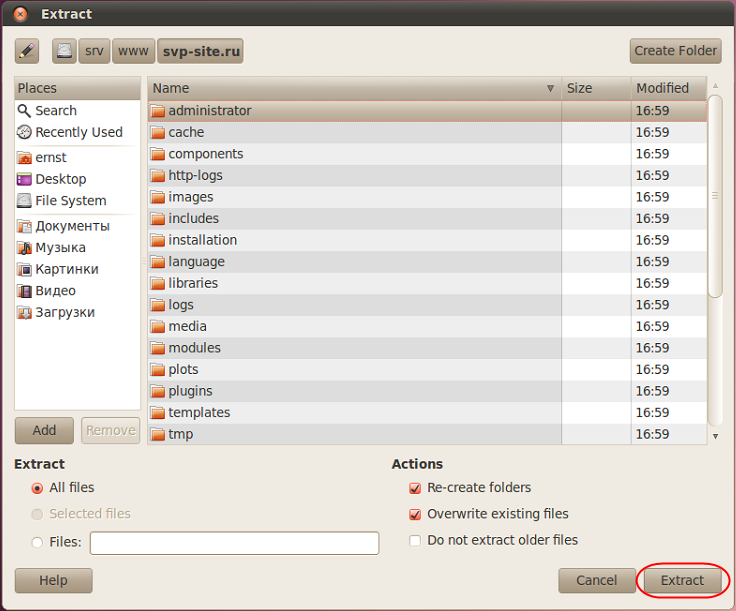 Extract
srv www svp-site.ru Create Folder
Places
Search
Recently Used
ernst
Desktop
File System
Документы
Музыка
Картинки
Видео
Загрузки
Add Remove
Name Size Modified
administrator 16:59
cache 16:59
components 16:59
http-logs 16:59
images 16:59
includes 16:59
installation 16:59
language 16:59
libraries 16:59
logs 16:59
media 16:59
modules 16:59
plots 16:59
plugins 16:59
templates 16:59
tmp 16:59
Extract
All files
Selected files
Files:
Actions
Re-create folders
Overwrite existing files
Do not extract older files
Help Cancel Extract